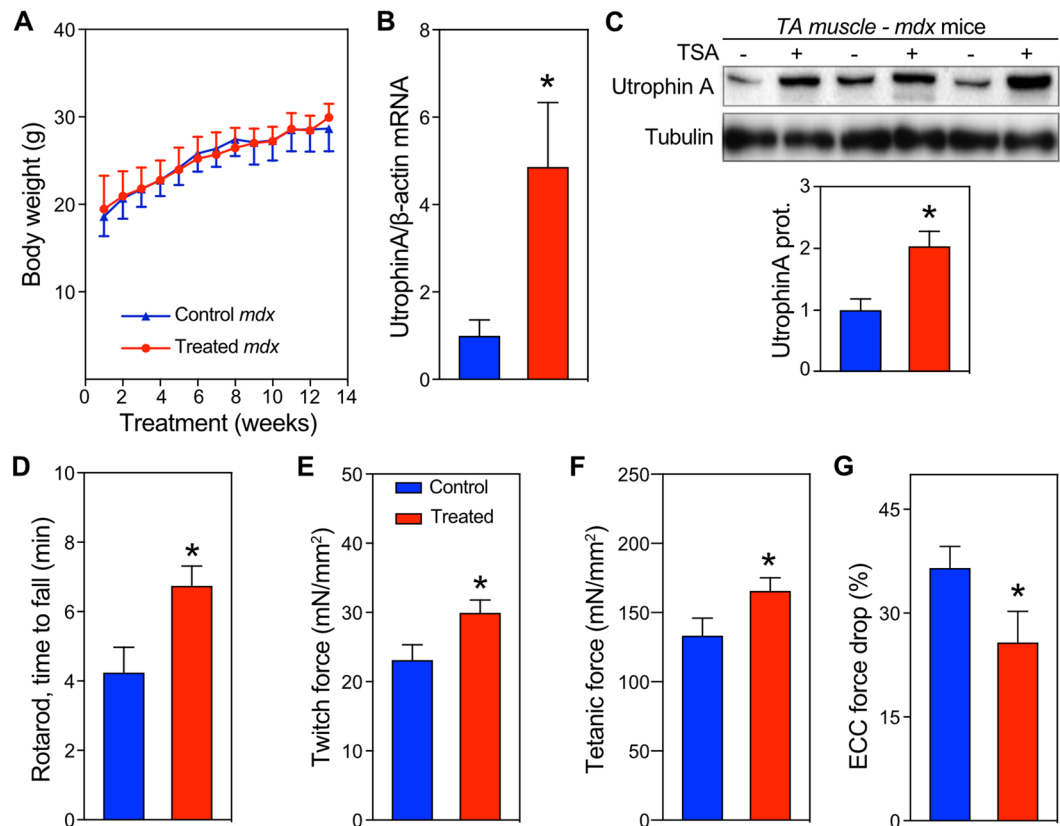 A
Body weight (g)
40
30
20
10
Control mdx
Treated mdx
0 2 4 6 8 10 12 14
Treatment (weeks)
B
UtrophinA/β-actin mRNA
8
6
4
2
0
*
C
TA muscle - mdx mice
TSA - + - + - +
Utrophin A
Tubulin
UtrophinA prot.
3
2
1
0
*
D
Rotarod, time to fall (min)
10
8
6
4
2
0
*
E
Twitch force (mN/mm²)
50
40
30
20
10
0
Control
Treated
*
F
Tetanic force (mN/mm²)
250
200
150
100
50
0
*
G
ECC force drop (%)
45
30
15
0
*